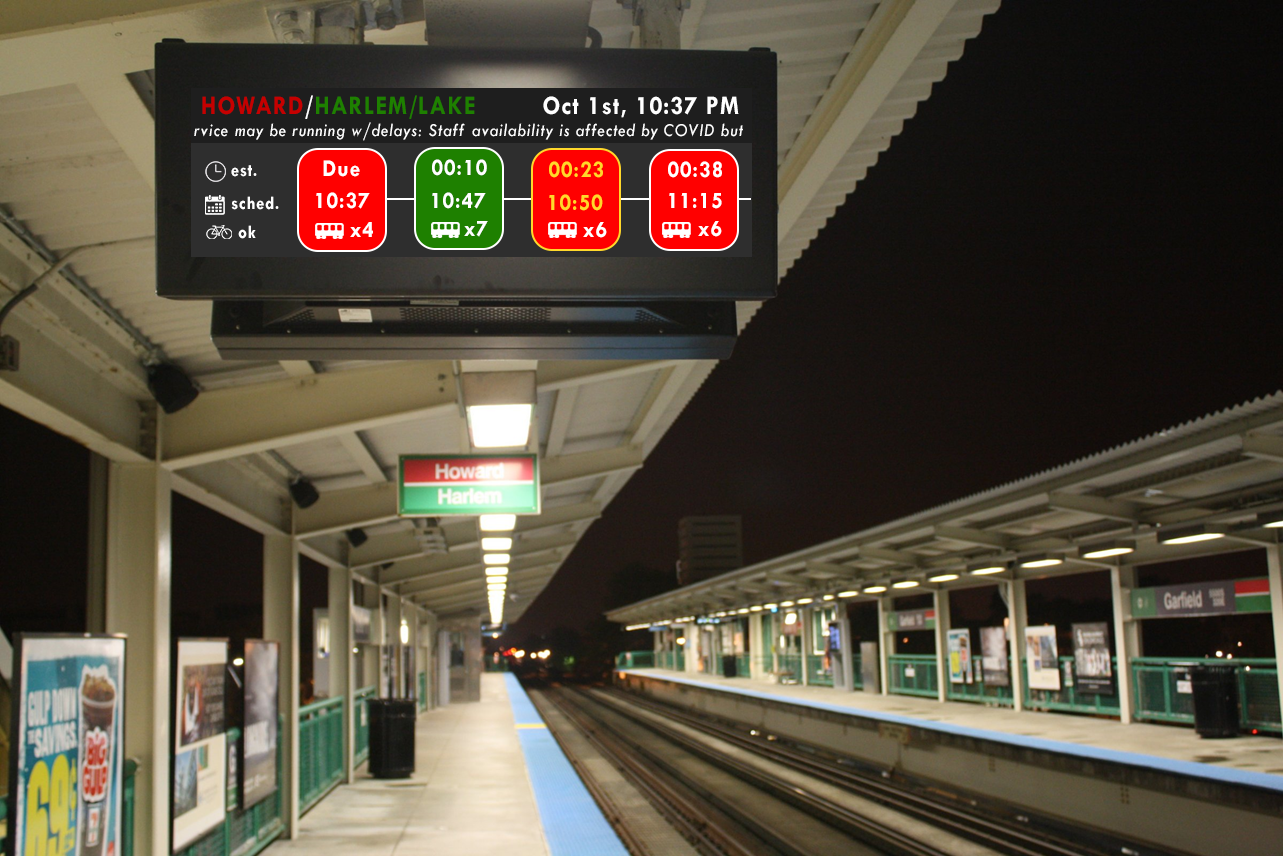 HOWARD/HARLEM/LAKE Oct 1st, 10:37 PM
rvice may be running w/delays: Staff availability is affected by COVID but
est. Due 00:10 00:23 00:38
sched. 10:37 10:47 10:50 11:15
ok x4 x7 x6 x6
Howard
Harlem
Garfield
Garfield
GULP DOWN
THE SAVINGS.
69¢
BIG
GULP